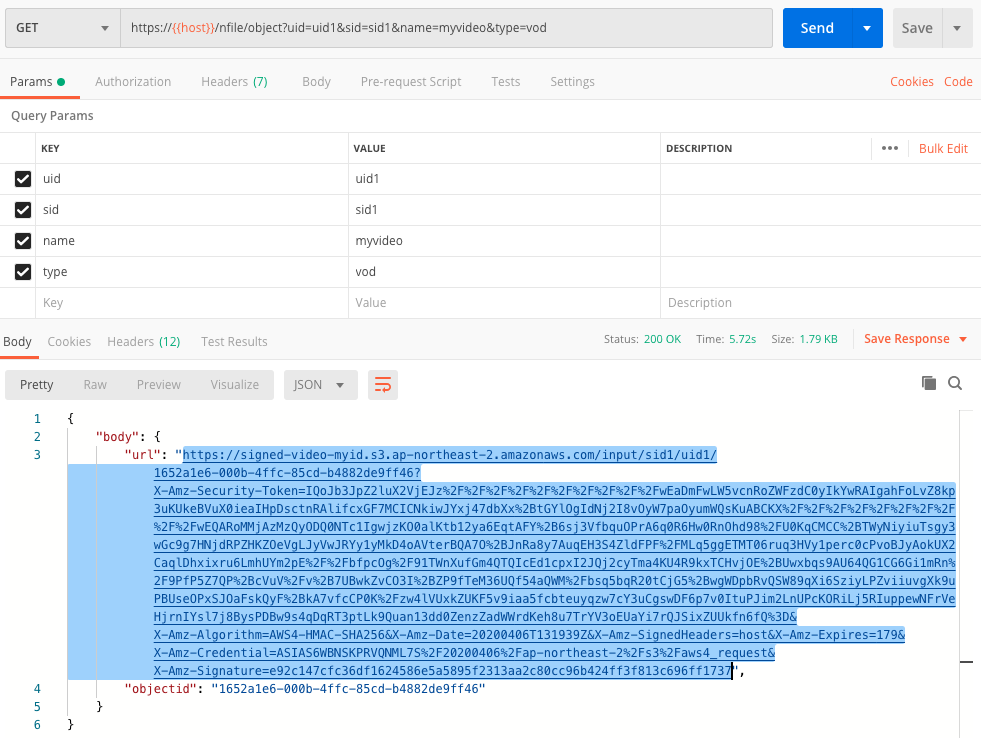 GET
https://{{host}}/nfile/object?uid=uid1&sid=sid1&name=myvideo&type=vod
Send
Save
Params
Authorization
Headers (7)
Body
Pre-request Script
Tests
Settings
Cookies
Code
Query Params
KEY VALUE DESCRIPTION ••• Bulk Edit
uid uid1
sid sid1
name myvideo
type vod
Key Value Description
Body
Cookies
Headers (12)
Test Results
Status: 200 OK
Time: 5.72s
Size: 1.79 KB
Save Response
Pretty
Raw
Preview
Visualize
JSON
1 {
2 "body": {
3 "url": "https://signed-video-myid.s3.ap-northeast-2.amazonaws.com/input/sid1/uid1/
1652a1e6-000b-4ffc-85cd-b4882de9ff46?
X-Amz-Security-Token=IQoJb3JpZ2luX2VjEJz%2F%2F%2F%2F%2F%2F%2F%2F%2F%2FwEaDmFwLW5vcnRoZWFzdC0yIkYwRAIgahFoLvZ8kp
3uKUkeBVuX0ieaIHpDsctnRAlifcxGF7MCICNkiwJYxj47dbXx%2BtGYlOgIdNj2I8vOyW7paOyumWQsKuABCKX%2F%2F%2F%2F%2F%2F%2F%2F
%2F%2FwEQARoMMjAzMzQyODQ0NTc1IgwjzKO0alKtb12ya6EqtAFY%2B6sj3VfbquOPrA6q0R6Hw0RnOhd98%2FU0KqCMCC%2BTWyNiyiuTsgy3
wGc9g7HNjdRPZHKZOeVgLJyVwJRYy1yMkD4oAVterBQA7O%2BJnRa8y7AuqEH3S4ZldFPF%2FMLq5ggETMT06ruq3HVy1perc0cPvoBJyAokUX2
CaqlDhxixru6LmhUYm2pE%2F%2FbfpcOg%2F91TWnXufGm4QTQIcEd1cpxI2JQj2cyTma4KU4R9kxTCHvjOE%2BUwxbqs9AU64QG1CG6Gi1mRn%
2F9PfP5Z7QP%2BcVuV%2Fv%2B7UBwkZvCO3I%2BZP9fTeM36UQf54aQWM%2Fbsq5bqR20tCjG5%2BwgWDpbRvQSW89qXi6SziyLPZviiuvgXk9u
PBUseOPxSJOaFskQyF%2BkA7vfcCP0K%2Fzw4lVUxkZUKF5v9iaa5fcbteuyqzw7cY3uCgswDF6p7v0ItuPJim2LnUPcKORiLj5RIuppewNFrVe
HjrnIYsl7j8BysPDBw9s4qDqRT3ptLk9Quan13dd0ZenzZadWWrdKeh8u7TrYV3oEUaYi7rQJSixZUUkfn6fQ%3D&
X-Amz-Algorithm=AWS4-HMAC-SHA256&X-Amz-Date=20200406T131939Z&X-Amz-SignedHeaders=host&X-Amz-Expires=179&
X-Amz-Credential=ASIAS6WBNSKPRVQNML7S%2F20200406%2Fap-northeast-2%2Fs3%2Faws4_request&
X-Amz-Signature=e92c147cfc36df1624586e5a5895f2313aa2c80cc96b424ff3f813c696ff1737",
4 "objectid": "1652a1e6-000b-4ffc-85cd-b4882de9ff46"
5 }
6 }